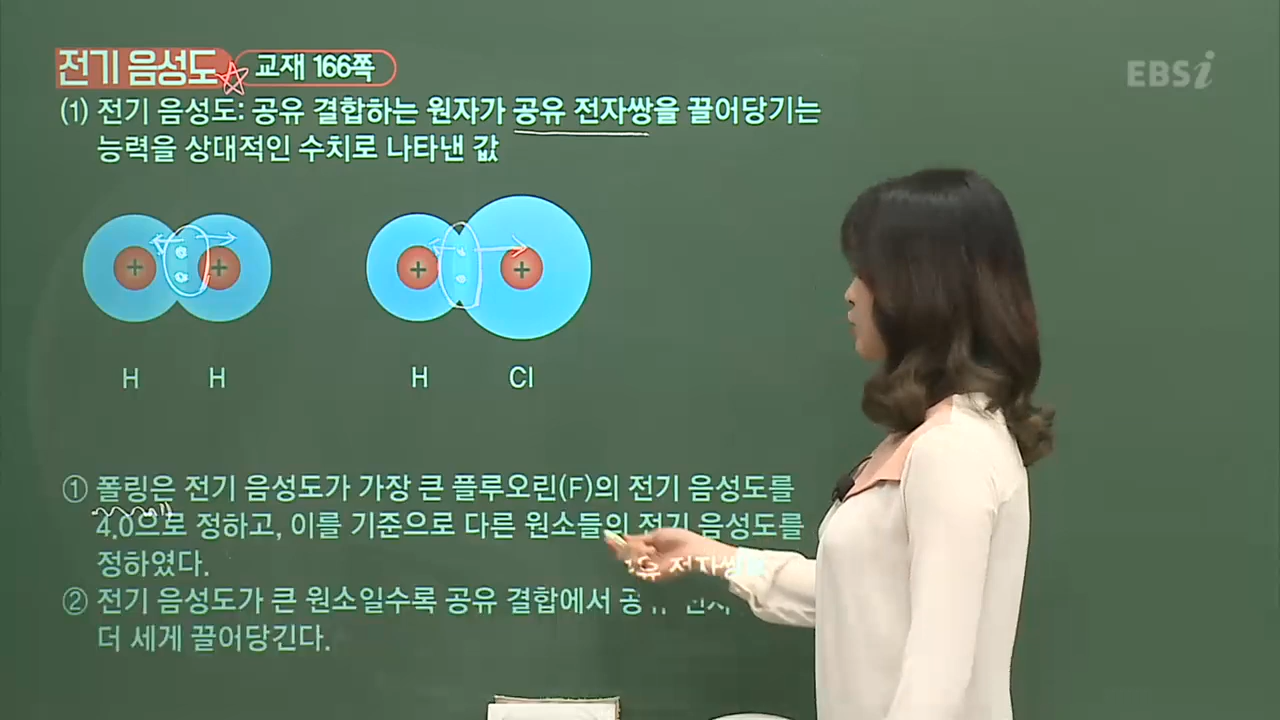 전기 음성도 교재 166쪽
EBSi
(1) 전기 음성도: 공유 결합하는 원자가 공유 전자쌍을 끌어당기는
능력을 상대적인 수치로 나타낸 값
+ + + +
H H H Cl
① 폴링은 전기 음성도가 가장 큰 플루오린(F)의 전기 음성도를
4.0으로 정하고, 이를 기준으로 다른 원소들의 전기 음성도를
정하였다.
② 전기 음성도가 큰 원소일수록 공유 결합에서 공유 전자쌍을
더 세게 끌어당긴다.